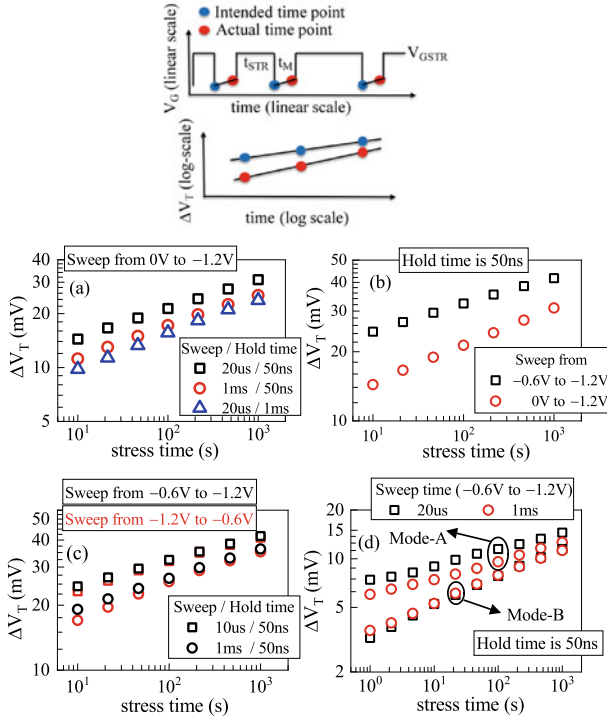 Intended time point
Actual time point
V_G (linear scale)
t_STR
t_M
V_GSTR
time (linear scale)
ΔV_T (log-scale)
time (log scale)
Sweep from 0V to −1.2V
(a)
ΔV_T (mV)
40
30
20
10
5
Sweep / Hold time
20us / 50ns
1ms / 50ns
20us / 1ms
10^1
10^2
10^3
stress time (s)
Hold time is 50ns
(b)
ΔV_T (mV)
50
40
30
20
10
Sweep from
−0.6V to −1.2V
0V to −1.2V
10^1
10^2
10^3
stress time (s)
Sweep from −0.6V to −1.2V
Sweep from −1.2V to −0.6V
(c)
ΔV_T (mV)
50
40
30
20
10
Sweep / Hold time
10us / 50ns
1ms / 50ns
10^1
10^2
10^3
stress time (s)
Sweep time (−0.6V to −1.2V)
20us
1ms
(d)
Mode-A
Mode-B
Hold time is 50ns
ΔV_T (mV)
20
15
10
5
2
10^0
10^1
10^2
10^3
stress time (s)